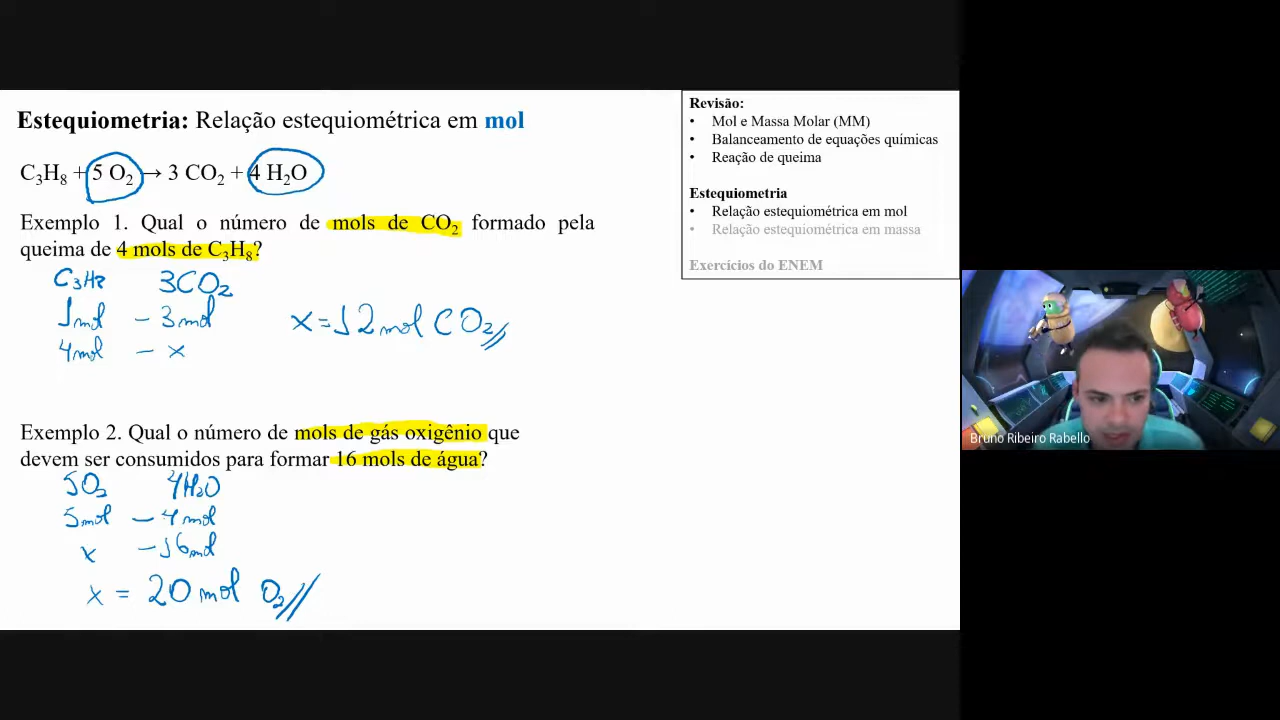 Estequiometria: Relação estequiométrica em mol
C₃H₈ + 5 O₂ → 3 CO₂ + 4 H₂O
Exemplo 1. Qual o número de mols de CO₂ formado pela
queima de 4 mols de C₃H₈?
C₃H₈ 3CO₂
1mol - 3mol
4mol - x
x = 12 mol CO₂//
Exemplo 2. Qual o número de mols de gás oxigênio que
devem ser consumidos para formar 16 mols de água?
5O₂ 4H₂O
5mol - 4mol
x - 16mol
x = 20 mol O₂//
Revisão:
• Mol e Massa Molar (MM)
• Balanceamento de equações químicas
• Reação de queima
Estequiometria
• Relação estequiométrica em mol
• Relação estequiométrica em massa
Exercícios do ENEM
Bruno Ribeiro Rabello